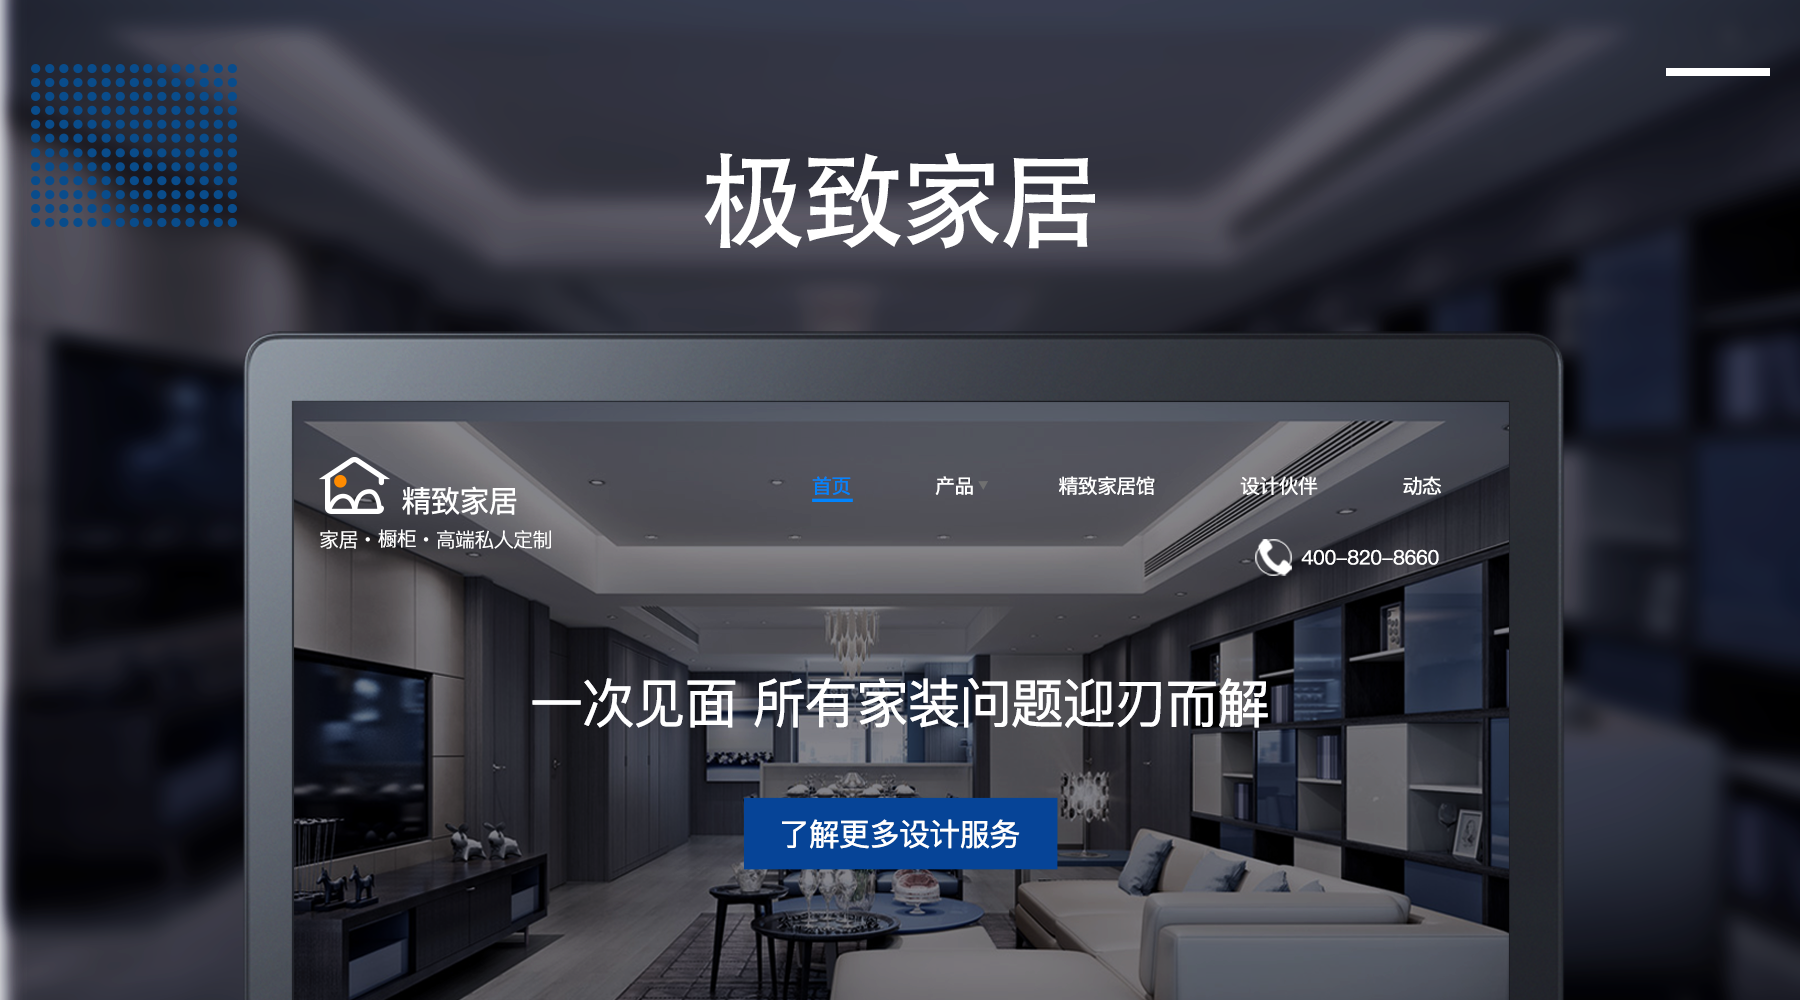 极致家居
首页 产品 精致家居馆 设计伙伴 动态
精致家居
家居·橱柜·高端私人定制
400-820-8660
一次见面 所有家装问题迎刃而解
了解更多设计服务